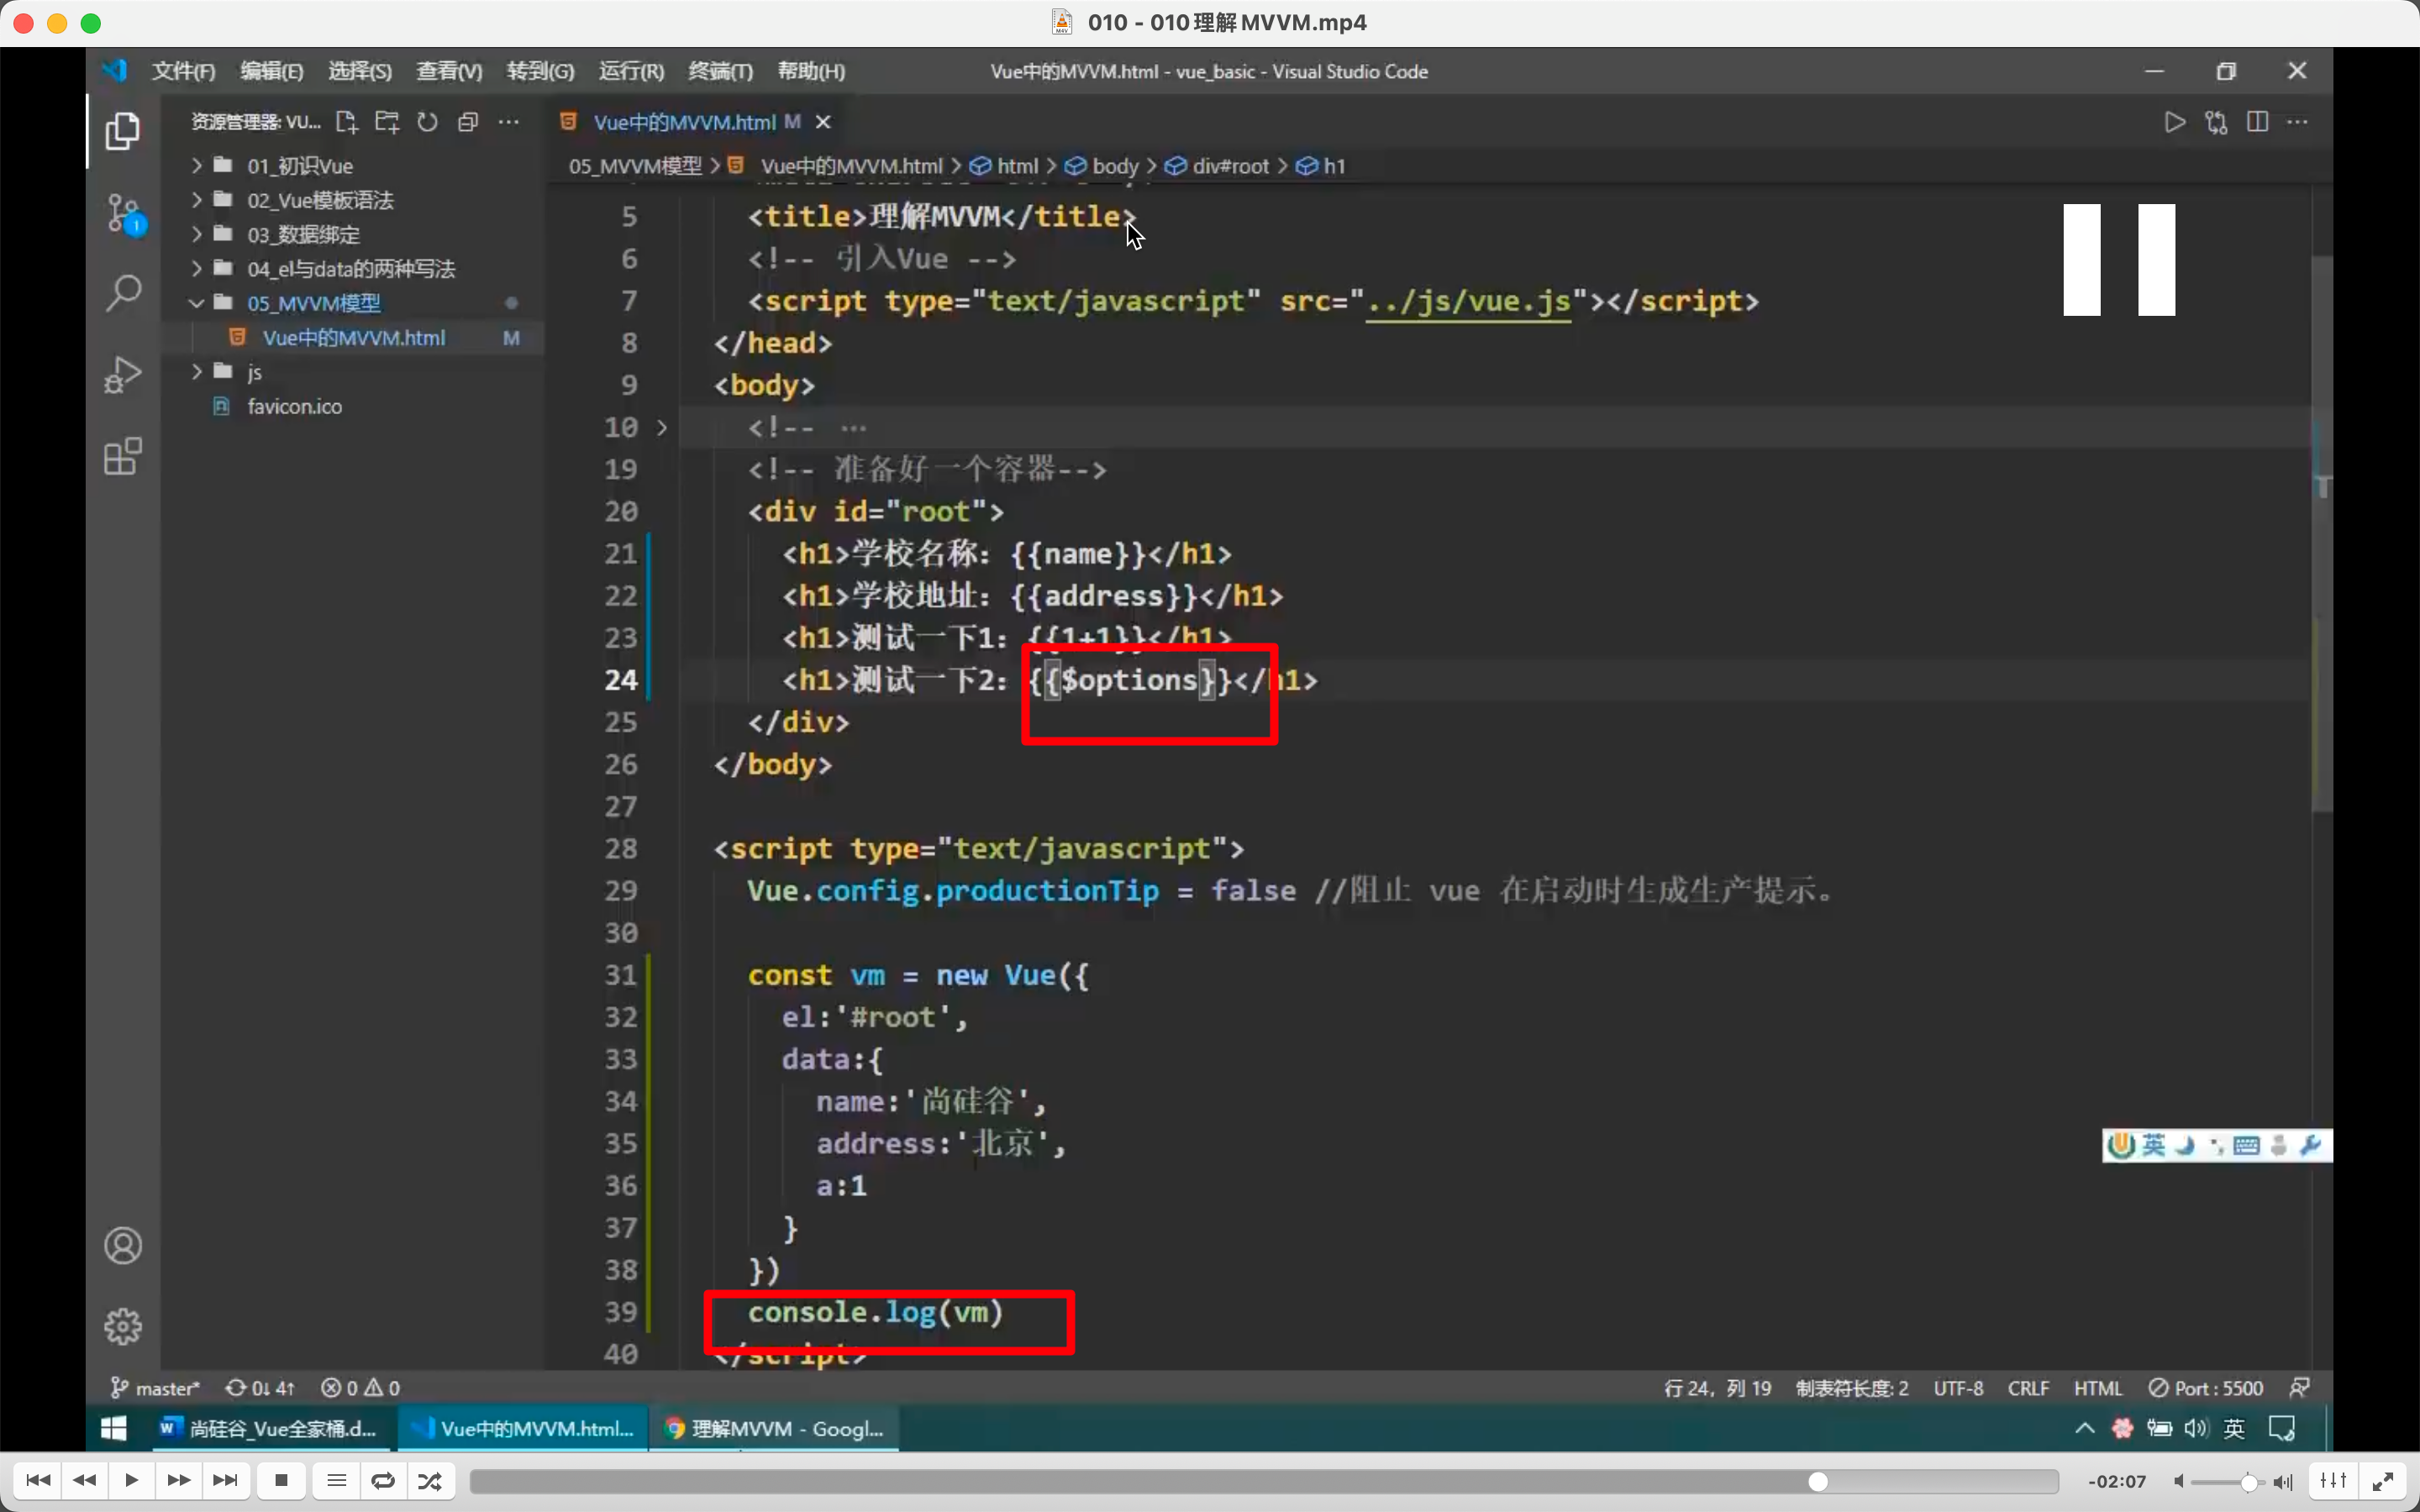 010 - 010理解MVVM.mp4
文件(F) 编辑(E) 选择(S) 查看(V) 转到(G) 运行(R) 终端(T) 帮助(H) Vue中的MVVM.html - vue_basic - Visual Studio Code
资源管理器: VU...
01_初识Vue
02_Vue模板语法
03_数据绑定
04_el与data的两种写法
05_MVVM模型
Vue中的MVVM.html M
js
favicon.ico
Vue中的MVVM.html M
05_MVVM模型 > Vue中的MVVM.html > html > body > div#root > h1
5 <title>理解MVVM</title>
6 <!-- 引入Vue -->
7 <script type="text/javascript" src="../js/vue.js"></script>
8 </head>
9 <body>
10 <!-- ...
19 <!-- 准备好一个容器-->
20 <div id="root">
21 <h1>学校名称：{{name}}</h1>
22 <h1>学校地址：{{address}}</h1>
23 <h1>测试一下1：{{1+1}}</h1>
24 <h1>测试一下2：{{$options}}</h1>
25 </div>
26 </body>
27
28 <script type="text/javascript">
29 Vue.config.productionTip = false //阻止 vue 在启动时生成生产提示。
30
31 const vm = new Vue({
32 el:'#root',
33 data:{
34 name:'尚硅谷',
35 address:'北京',
36 a:1
37 }
38 })
39 console.log(vm)
40 </script>
英
master* 0↓ 4↑ 0 0 行 24，列 19 制表符长度: 2 UTF-8 CRLF HTML Port : 5500
尚硅谷_Vue全家桶.d... Vue中的MVVM.html... 理解MVVM - Googl... 英
-02:07